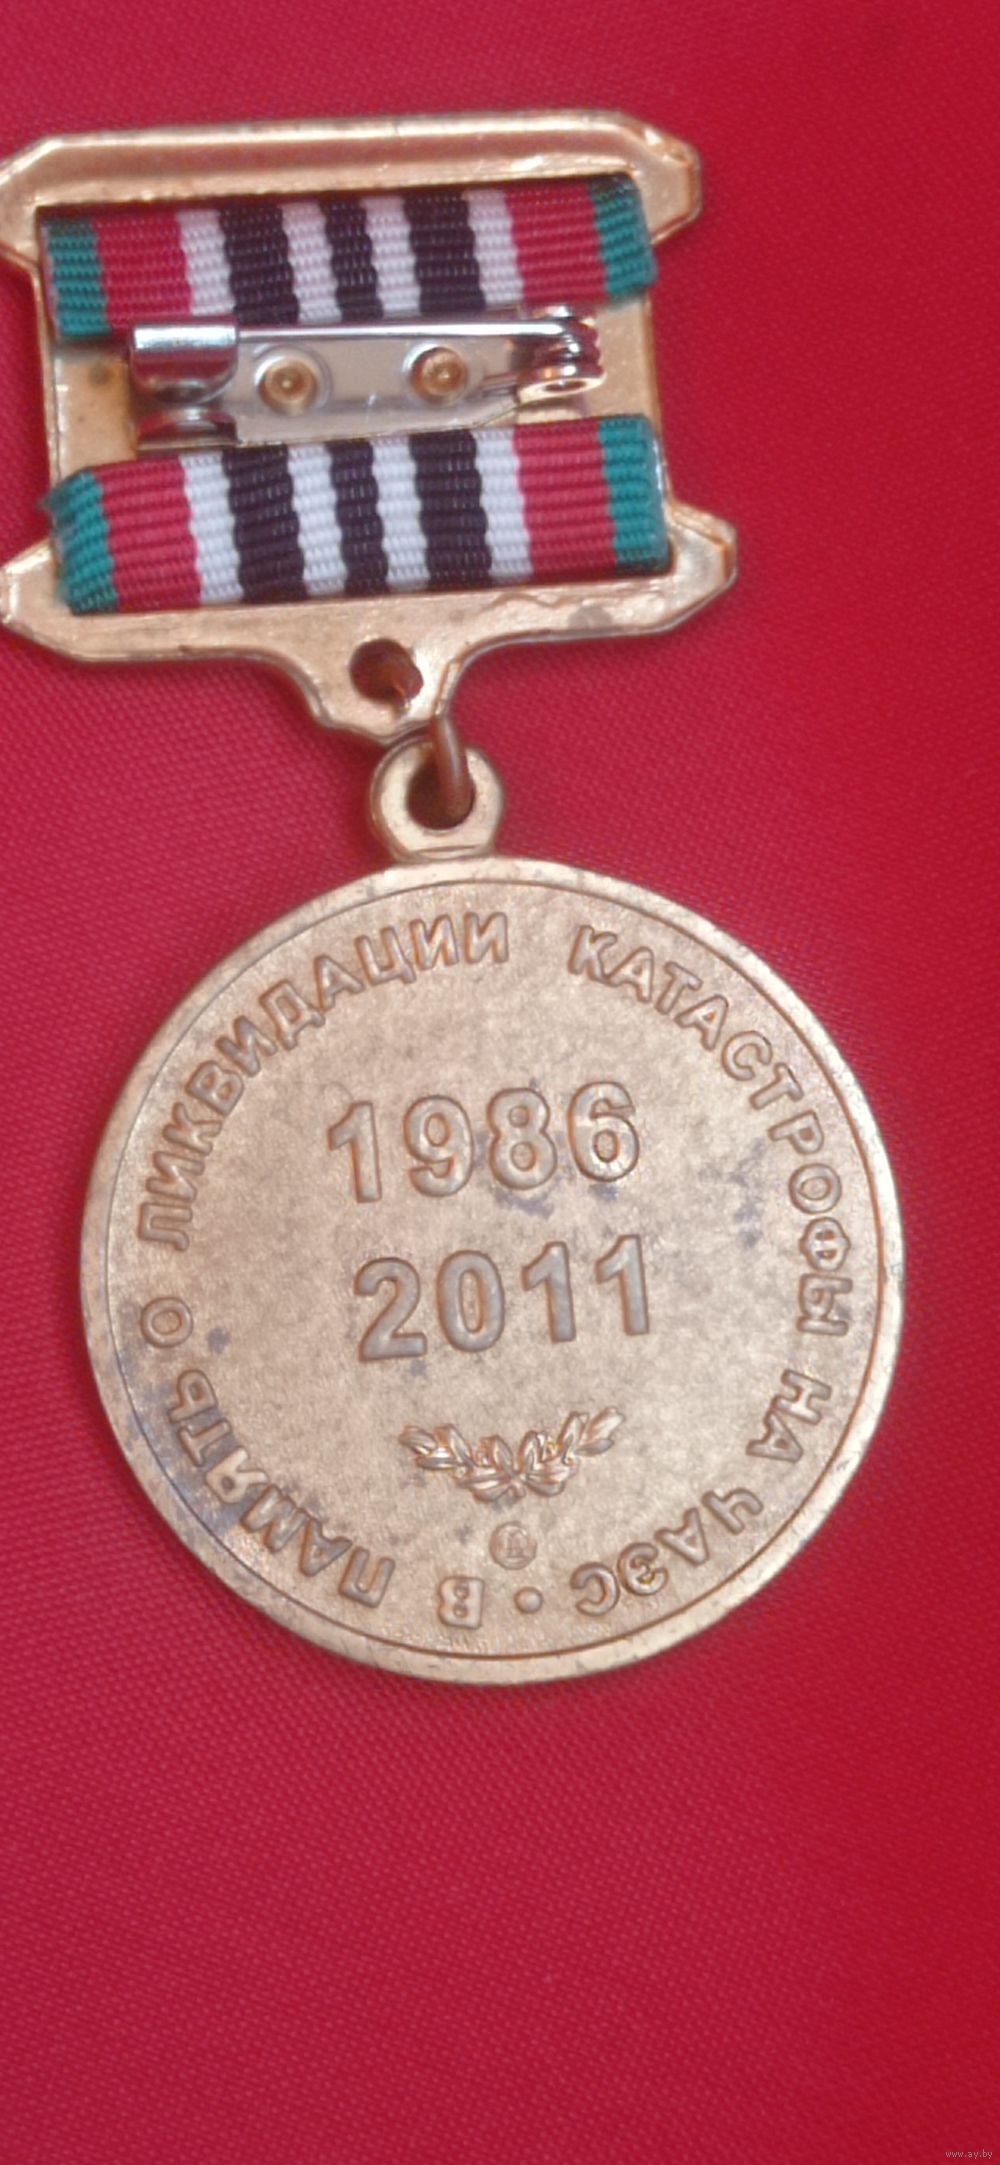 В ПАМЯТЬ О ЛИКВИДАЦИИ КАТАСТРОФЫ НА ЧАЭС •
1986
2011
www.ay.by